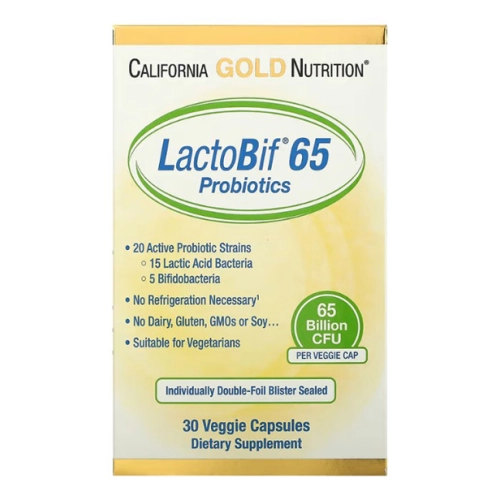 CALIFORNIA GOLD NUTRITION®
LactoBif® 65
Probiotics
• 20 Active Probiotic Strains
○ 15 Lactic Acid Bacteria
○ 5 Bifidobacteria
• No Refrigeration Necessary¹
• No Dairy, Gluten, GMOs or Soy…
• Suitable for Vegetarians
65
Billion
CFU
PER VEGGIE CAP
Individually Double-Foil Blister Sealed
30 Veggie Capsules
Dietary Supplement